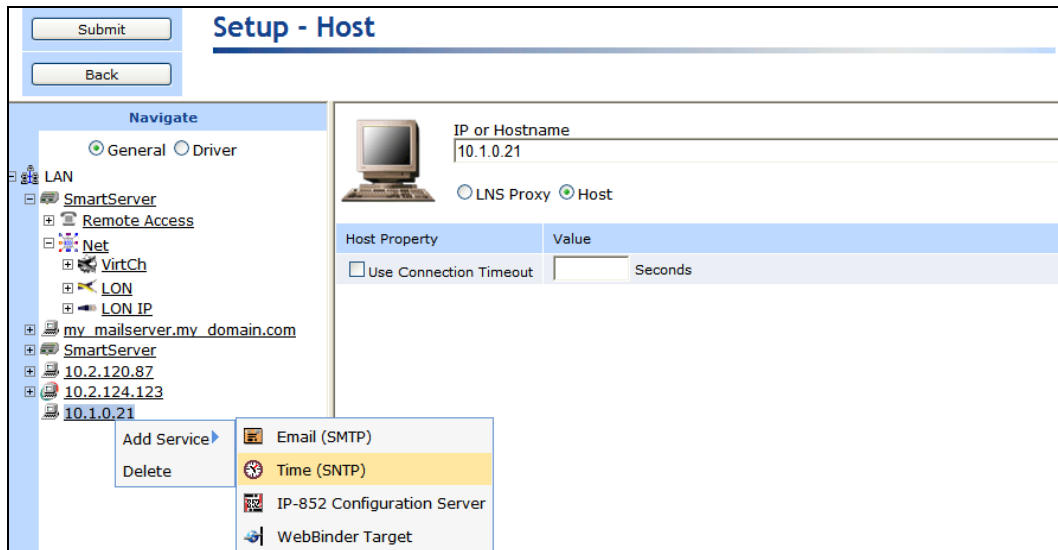 Submit
Setup - Host
Back
Navigate
General Driver
LAN
SmartServer
Remote Access
Net
VirtCh
LON
LON IP
my_mailserver.my_domain.com
SmartServer
10.2.120.87
10.2.124.123
10.1.0.21
IP or Hostname
10.1.0.21
LNS Proxy Host
Host Property Value
Use Connection Timeout Seconds
Add Service
Delete
Email (SMTP)
Time (SNTP)
IP-852 Configuration Server
WebBinder Target